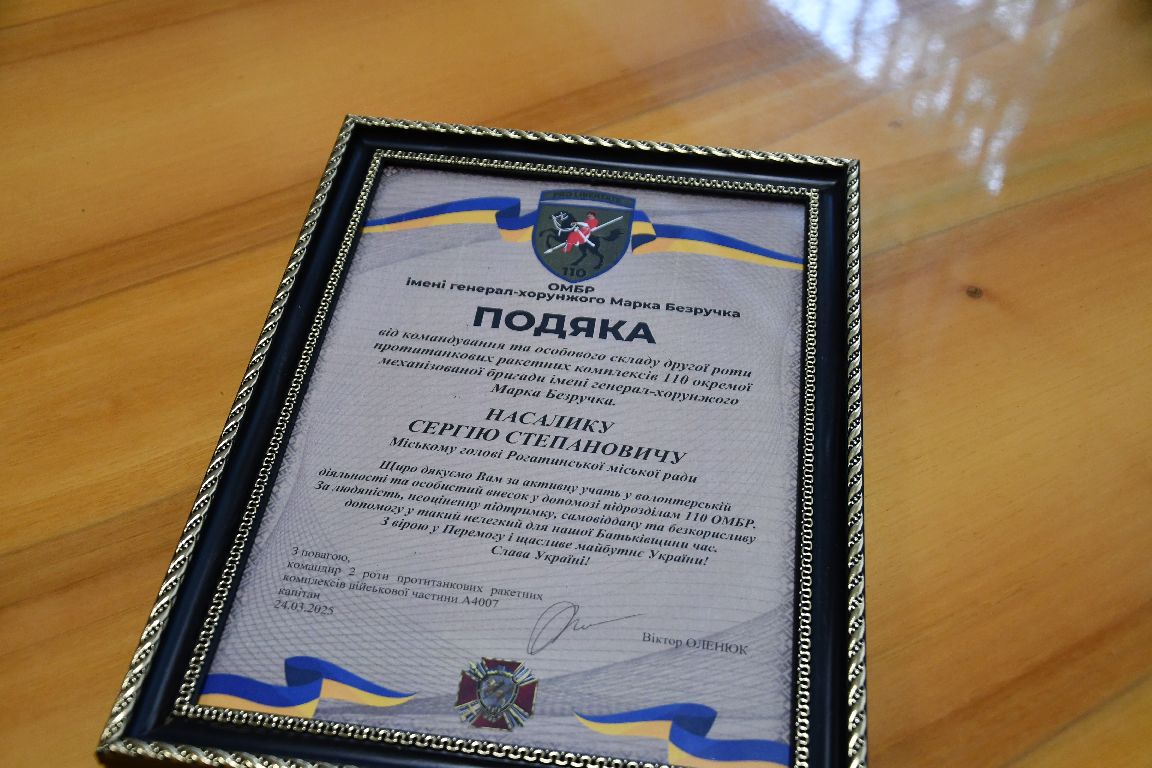 PRO LIBERTATE
110
ОМБР
імені генерал-хорунжого Марка Безручка
ПОДЯКА
від командування та особового складу другої роти
протитанкових ракетних комплексів 110 окремої
механізованої бригади імені генерал-хорунжого
Марка Безручка.
НАСАЛИКУ
СЕРГІЮ СТЕПАНОВИЧУ
Міському голові Рогатинської міської ради
Щиро дякуємо Вам за активну учать у волонтерській
діяльності та особистий внесок у допомозі підрозділам 110 ОМБР.
За людяність, неоціненну підтримку, самовіддану та безкорисливу
допомогу у такий нелегкий для нашої Батьківщини час.
З вірою у Перемогу і щасливе майбутнє України!
Слава Україні!
З повагою,
командир 2 роти протитанкових ракетних
комплексів військової частини А4007
капітан
24.03.2025
Віктор ОЛЕНЮК